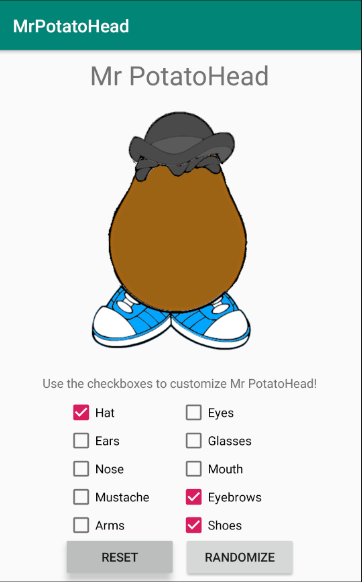 MrPotatoHead
Mr PotatoHead
Use the checkboxes to customize Mr PotatoHead!
Hat Eyes
Ears Glasses
Nose Mouth
Mustache Eyebrows
Arms Shoes
RESET RANDOMIZE